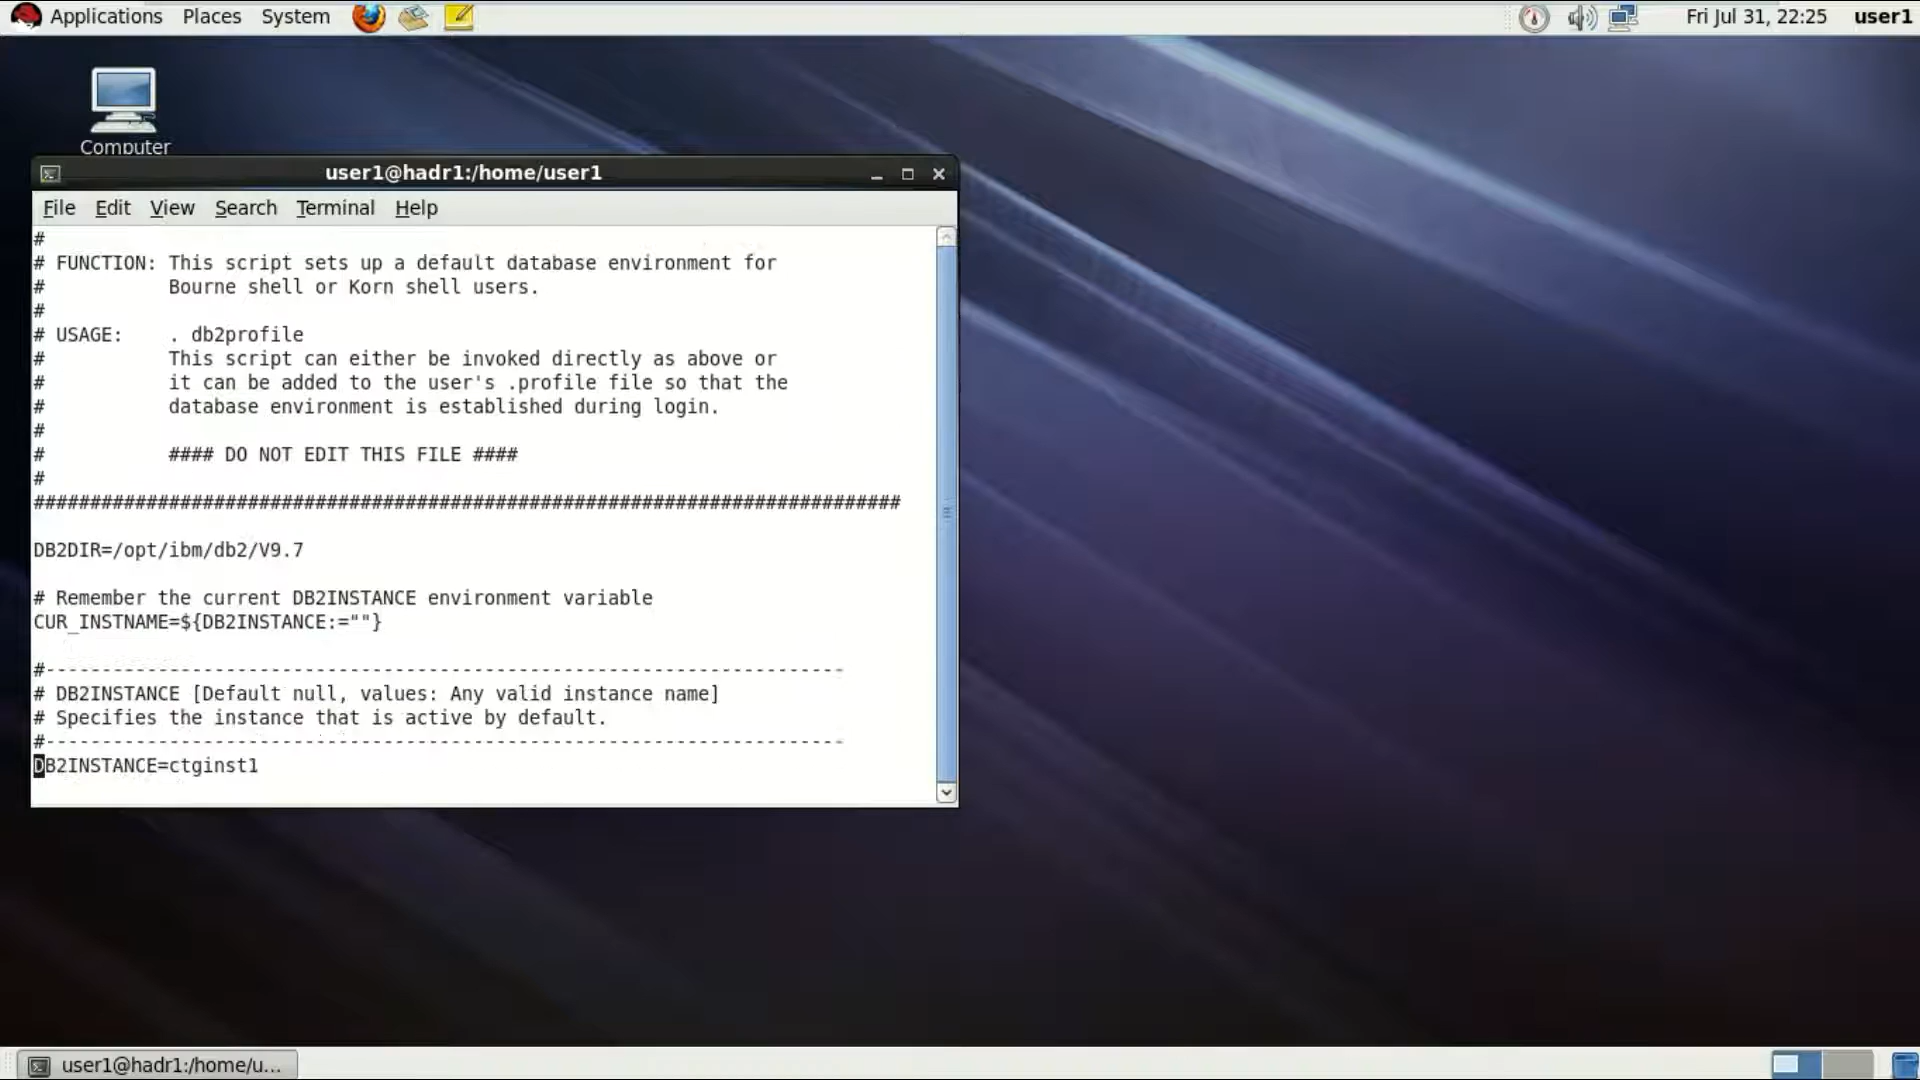 Applications Places System Fri Jul 31, 22:25 user1
Computer
user1@hadr1:/home/user1
File Edit View Search Terminal Help
#
# FUNCTION: This script sets up a default database environment for
#           Bourne shell or Korn shell users.
#
# USAGE:    . db2profile
#           This script can either be invoked directly as above or
#           it can be added to the user's .profile file so that the
#           database environment is established during login.
#
#           #### DO NOT EDIT THIS FILE ####
#
#############################################################################
DB2DIR=/opt/ibm/db2/V9.7
# Remember the current DB2INSTANCE environment variable
CUR_INSTNAME=${DB2INSTANCE:=""}
#-----------------------------------------------------------------------
# DB2INSTANCE [Default null, values: Any valid instance name]
# Specifies the instance that is active by default.
#-----------------------------------------------------------------------
DB2INSTANCE=ctginst1
user1@hadr1:/home/u...